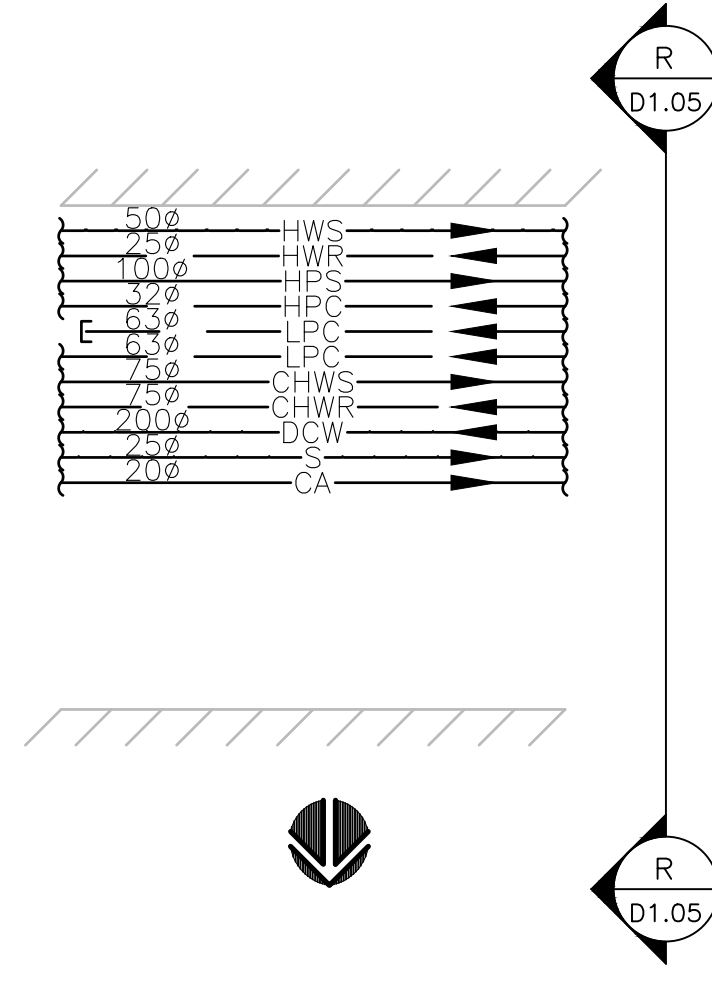 R
D1.05
50ø
HWS
25ø
HWR
100ø
HPS
32ø
HPC
63ø
LPC
63ø
LPC
75ø
CHWS
75ø
CHWR
200ø
DCW
25ø
S
20ø
CA
R
D1.05